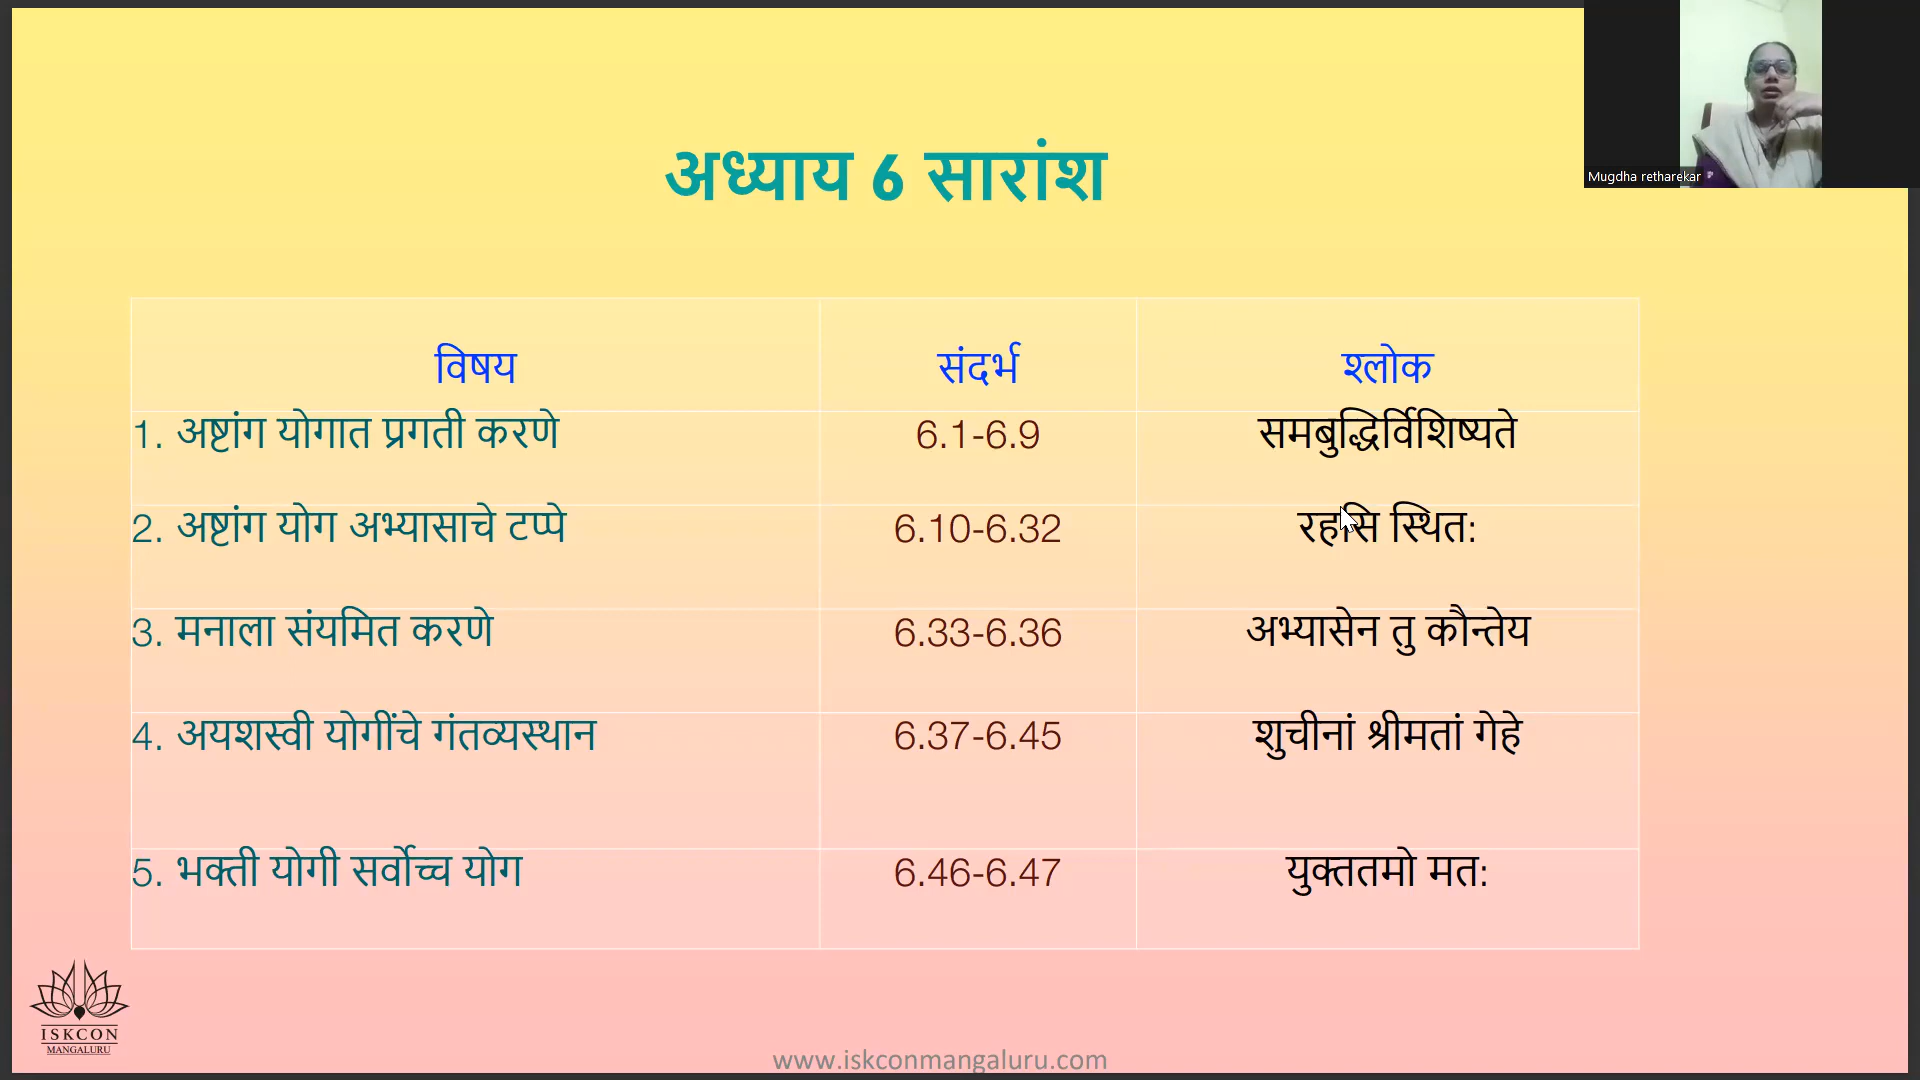 Mugdha retharekar
अध्याय 6 सारांश
विषय संदर्भ श्लोक
1. अष्टांग योगात प्रगती करणे 6.1-6.9 समबुद्धिर्विशिष्यते
2. अष्टांग योग अभ्यासाचे टप्पे 6.10-6.32 रहसि स्थित:
3. मनाला संयमित करणे 6.33-6.36 अभ्यासेन तु कौन्तेय
4. अयशस्वी योगींचे गंतव्यस्थान 6.37-6.45 शुचीनां श्रीमतां गेहे
5. भक्ती योगी सर्वोच्च योग 6.46-6.47 युक्ततमो मत:
ISKCON
MANGALURU
www.iskconmangaluru.com